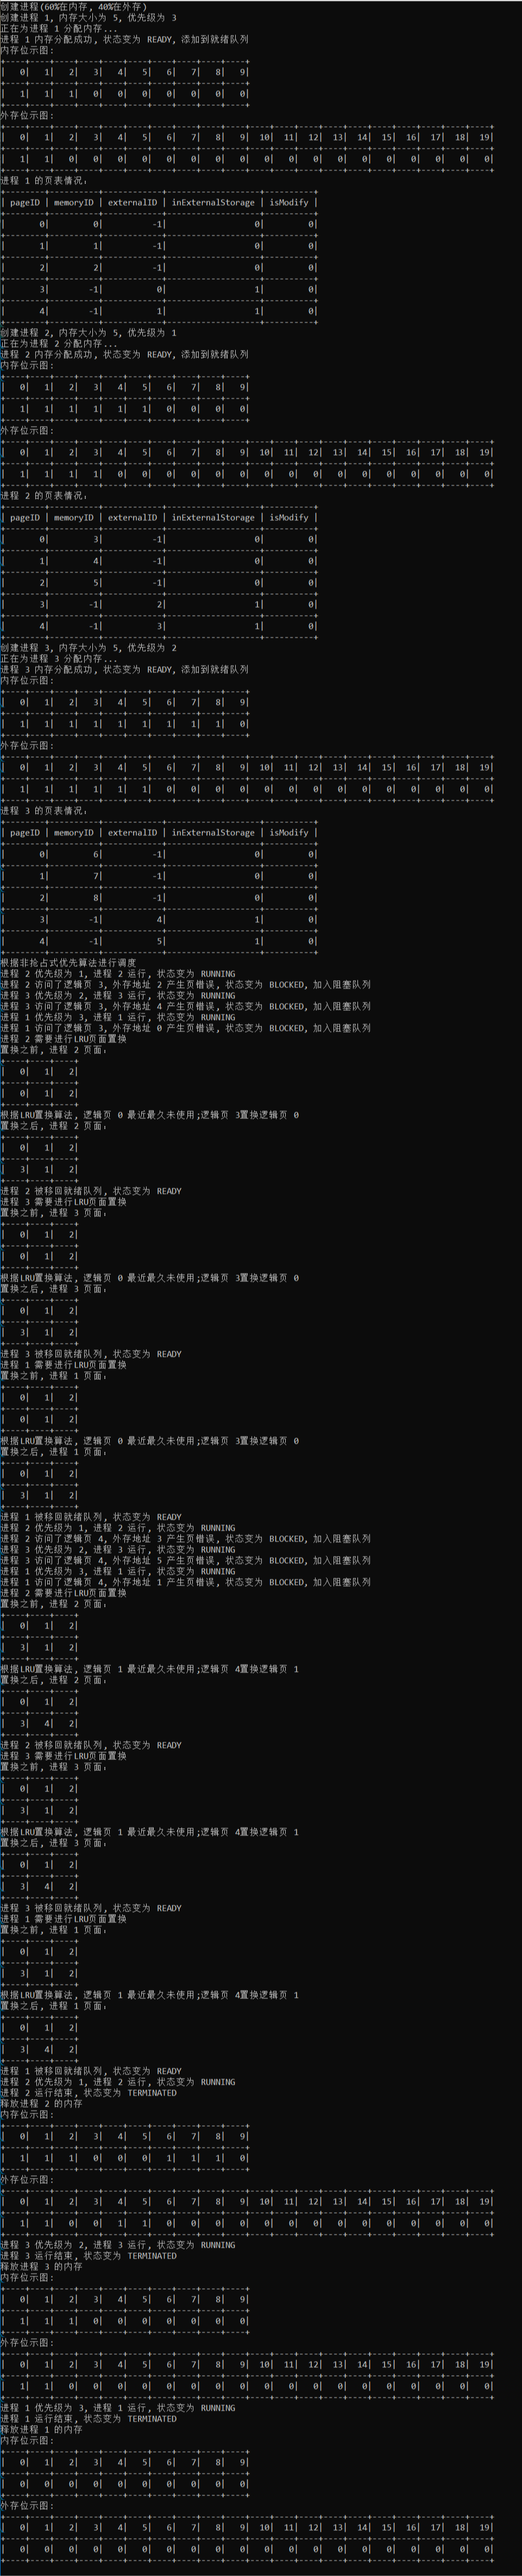 创建进程(60%在内存, 40%在外存)
创建进程 1, 内存大小为 5, 优先级为 3
正在为进程 1 分配内存...
进程 1 内存分配成功, 状态变为 READY, 添加到就绪队列
内存位示图:
+----+----+----+----+----+----+----+----+----+----+
|   0|   1|   2|   3|   4|   5|   6|   7|   8|   9|
+----+----+----+----+----+----+----+----+----+----+
|   1|   1|   1|   0|   0|   0|   0|   0|   0|   0|
+----+----+----+----+----+----+----+----+----+----+
外存位示图:
+----+----+----+----+----+----+----+----+----+----+----+----+----+----+----+----+----+----+----+----+
|   0|   1|   2|   3|   4|   5|   6|   7|   8|   9|  10|  11|  12|  13|  14|  15|  16|  17|  18|  19|
+----+----+----+----+----+----+----+----+----+----+----+----+----+----+----+----+----+----+----+----+
|   1|   1|   0|   0|   0|   0|   0|   0|   0|   0|   0|   0|   0|   0|   0|   0|   0|   0|   0|   0|
+----+----+----+----+----+----+----+----+----+----+----+----+----+----+----+----+----+----+----+----+
进程 1 的页表情况:
+--------+----------+------------+-------------------+----------+
| pageID | memoryID | externalID | inExternalStorage | isModify |
+--------+----------+------------+-------------------+----------+
|       0|         0|          -1|                  0|         0|
+--------+----------+------------+-------------------+----------+
|       1|         1|          -1|                  0|         0|
+--------+----------+------------+-------------------+----------+
|       2|         2|          -1|                  0|         0|
+--------+----------+------------+-------------------+----------+
|       3|        -1|           0|                  1|         0|
+--------+----------+------------+-------------------+----------+
|       4|        -1|           1|                  1|         0|
+--------+----------+------------+-------------------+----------+
创建进程 2, 内存大小为 5, 优先级为 1
正在为进程 2 分配内存...
进程 2 内存分配成功, 状态变为 READY, 添加到就绪队列
内存位示图:
+----+----+----+----+----+----+----+----+----+----+
|   0|   1|   2|   3|   4|   5|   6|   7|   8|   9|
+----+----+----+----+----+----+----+----+----+----+
|   1|   1|   1|   1|   1|   1|   0|   0|   0|   0|
+----+----+----+----+----+----+----+----+----+----+
外存位示图:
+----+----+----+----+----+----+----+----+----+----+----+----+----+----+----+----+----+----+----+----+
|   0|   1|   2|   3|   4|   5|   6|   7|   8|   9|  10|  11|  12|  13|  14|  15|  16|  17|  18|  19|
+----+----+----+----+----+----+----+----+----+----+----+----+----+----+----+----+----+----+----+----+
|   1|   1|   1|   1|   0|   0|   0|   0|   0|   0|   0|   0|   0|   0|   0|   0|   0|   0|   0|   0|
+----+----+----+----+----+----+----+----+----+----+----+----+----+----+----+----+----+----+----+----+
进程 2 的页表情况:
+--------+----------+------------+-------------------+----------+
| pageID | memoryID | externalID | inExternalStorage | isModify |
+--------+----------+------------+-------------------+----------+
|       0|         3|          -1|                  0|         0|
+--------+----------+------------+-------------------+----------+
|       1|         4|          -1|                  0|         0|
+--------+----------+------------+-------------------+----------+
|       2|         5|          -1|                  0|         0|
+--------+----------+------------+-------------------+----------+
|       3|        -1|           2|                  1|         0|
+--------+----------+------------+-------------------+----------+
|       4|        -1|           3|                  1|         0|
+--------+----------+------------+-------------------+----------+
创建进程 3, 内存大小为 5, 优先级为 2
正在为进程 3 分配内存...
进程 3 内存分配成功, 状态变为 READY, 添加到就绪队列
内存位示图:
+----+----+----+----+----+----+----+----+----+----+
|   0|   1|   2|   3|   4|   5|   6|   7|   8|   9|
+----+----+----+----+----+----+----+----+----+----+
|   1|   1|   1|   1|   1|   1|   1|   1|   1|   0|
+----+----+----+----+----+----+----+----+----+----+
外存位示图:
+----+----+----+----+----+----+----+----+----+----+----+----+----+----+----+----+----+----+----+----+
|   0|   1|   2|   3|   4|   5|   6|   7|   8|   9|  10|  11|  12|  13|  14|  15|  16|  17|  18|  19|
+----+----+----+----+----+----+----+----+----+----+----+----+----+----+----+----+----+----+----+----+
|   1|   1|   1|   1|   1|   1|   0|   0|   0|   0|   0|   0|   0|   0|   0|   0|   0|   0|   0|   0|
+----+----+----+----+----+----+----+----+----+----+----+----+----+----+----+----+----+----+----+----+
进程 3 的页表情况:
+--------+----------+------------+-------------------+----------+
| pageID | memoryID | externalID | inExternalStorage | isModify |
+--------+----------+------------+-------------------+----------+
|       0|         6|          -1|                  0|         0|
+--------+----------+------------+-------------------+----------+
|       1|         7|          -1|                  0|         0|
+--------+----------+------------+-------------------+----------+
|       2|         8|          -1|                  0|         0|
+--------+----------+------------+-------------------+----------+
|       3|        -1|           4|                  1|         0|
+--------+----------+------------+-------------------+----------+
|       4|        -1|           5|                  1|         0|
+--------+----------+------------+-------------------+----------+
根据非抢占式优先算法进行调度
进程 2 优先级为 1, 进程 2 运行, 状态变为 RUNNING
进程 2 访问了逻辑页 3, 外存地址 2 产生页错误, 状态变为 BLOCKED, 加入阻塞队列
进程 3 优先级为 2, 进程 3 运行, 状态变为 RUNNING
进程 3 访问了逻辑页 3, 外存地址 4 产生页错误, 状态变为 BLOCKED, 加入阻塞队列
进程 1 优先级为 3, 进程 1 运行, 状态变为 RUNNING
进程 1 访问了逻辑页 3, 外存地址 0 产生页错误, 状态变为 BLOCKED, 加入阻塞队列
进程 2 需要进行LRU页面置换
置换之前, 进程 2 页面:
+----+----+----+
|   0|   1|   2|
+----+----+----+
|   0|   1|   2|
+----+----+----+
根据LRU置换算法, 逻辑页 0 最近最久未使用;逻辑页 3置换逻辑页 0
置换之后, 进程 2 页面:
+----+----+----+
|   0|   1|   2|
+----+----+----+
|   3|   1|   2|
+----+----+----+
进程 2 被移回就绪队列, 状态变为 READY
进程 3 需要进行LRU页面置换
置换之前, 进程 3 页面:
+----+----+----+
|   0|   1|   2|
+----+----+----+
|   0|   1|   2|
+----+----+----+
根据LRU置换算法, 逻辑页 0 最近最久未使用;逻辑页 3置换逻辑页 0
置换之后, 进程 3 页面:
+----+----+----+
|   0|   1|   2|
+----+----+----+
|   3|   1|   2|
+----+----+----+
进程 3 被移回就绪队列, 状态变为 READY
进程 1 需要进行LRU页面置换
置换之前, 进程 1 页面:
+----+----+----+
|   0|   1|   2|
+----+----+----+
|   0|   1|   2|
+----+----+----+
根据LRU置换算法, 逻辑页 0 最近最久未使用;逻辑页 3置换逻辑页 0
置换之后, 进程 1 页面:
+----+----+----+
|   0|   1|   2|
+----+----+----+
|   3|   1|   2|
+----+----+----+
进程 1 被移回就绪队列, 状态变为 READY
进程 2 优先级为 1, 进程 2 运行, 状态变为 RUNNING
进程 2 访问了逻辑页 4, 外存地址 3 产生页错误, 状态变为 BLOCKED, 加入阻塞队列
进程 3 优先级为 2, 进程 3 运行, 状态变为 RUNNING
进程 3 访问了逻辑页 4, 外存地址 5 产生页错误, 状态变为 BLOCKED, 加入阻塞队列
进程 1 优先级为 3, 进程 1 运行, 状态变为 RUNNING
进程 1 访问了逻辑页 4, 外存地址 1 产生页错误, 状态变为 BLOCKED, 加入阻塞队列
进程 2 需要进行LRU页面置换
置换之前, 进程 2 页面:
+----+----+----+
|   0|   1|   2|
+----+----+----+
|   3|   1|   2|
+----+----+----+
根据LRU置换算法, 逻辑页 1 最近最久未使用;逻辑页 4置换逻辑页 1
置换之后, 进程 2 页面:
+----+----+----+
|   0|   1|   2|
+----+----+----+
|   3|   4|   2|
+----+----+----+
进程 2 被移回就绪队列, 状态变为 READY
进程 3 需要进行LRU页面置换
置换之前, 进程 3 页面:
+----+----+----+
|   0|   1|   2|
+----+----+----+
|   3|   1|   2|
+----+----+----+
根据LRU置换算法, 逻辑页 1 最近最久未使用;逻辑页 4置换逻辑页 1
置换之后, 进程 3 页面:
+----+----+----+
|   0|   1|   2|
+----+----+----+
|   3|   4|   2|
+----+----+----+
进程 3 被移回就绪队列, 状态变为 READY
进程 1 需要进行LRU页面置换
置换之前, 进程 1 页面:
+----+----+----+
|   0|   1|   2|
+----+----+----+
|   3|   1|   2|
+----+----+----+
根据LRU置换算法, 逻辑页 1 最近最久未使用;逻辑页 4置换逻辑页 1
置换之后, 进程 1 页面:
+----+----+----+
|   0|   1|   2|
+----+----+----+
|   3|   4|   2|
+----+----+----+
进程 1 被移回就绪队列, 状态变为 READY
进程 2 优先级为 1, 进程 2 运行, 状态变为 RUNNING
进程 2 运行结束, 状态变为 TERMINATED
释放进程 2 的内存
内存位示图:
+----+----+----+----+----+----+----+----+----+----+
|   0|   1|   2|   3|   4|   5|   6|   7|   8|   9|
+----+----+----+----+----+----+----+----+----+----+
|   1|   1|   1|   0|   0|   0|   1|   1|   1|   0|
+----+----+----+----+----+----+----+----+----+----+
外存位示图:
+----+----+----+----+----+----+----+----+----+----+----+----+----+----+----+----+----+----+----+----+
|   0|   1|   2|   3|   4|   5|   6|   7|   8|   9|  10|  11|  12|  13|  14|  15|  16|  17|  18|  19|
+----+----+----+----+----+----+----+----+----+----+----+----+----+----+----+----+----+----+----+----+
|   1|   1|   0|   0|   1|   1|   0|   0|   0|   0|   0|   0|   0|   0|   0|   0|   0|   0|   0|   0|
+----+----+----+----+----+----+----+----+----+----+----+----+----+----+----+----+----+----+----+----+
进程 3 优先级为 2, 进程 3 运行, 状态变为 RUNNING
进程 3 运行结束, 状态变为 TERMINATED
释放进程 3 的内存
内存位示图:
+----+----+----+----+----+----+----+----+----+----+
|   0|   1|   2|   3|   4|   5|   6|   7|   8|   9|
+----+----+----+----+----+----+----+----+----+----+
|   1|   1|   1|   0|   0|   0|   0|   0|   0|   0|
+----+----+----+----+----+----+----+----+----+----+
外存位示图:
+----+----+----+----+----+----+----+----+----+----+----+----+----+----+----+----+----+----+----+----+
|   0|   1|   2|   3|   4|   5|   6|   7|   8|   9|  10|  11|  12|  13|  14|  15|  16|  17|  18|  19|
+----+----+----+----+----+----+----+----+----+----+----+----+----+----+----+----+----+----+----+----+
|   1|   1|   0|   0|   0|   0|   0|   0|   0|   0|   0|   0|   0|   0|   0|   0|   0|   0|   0|   0|
+----+----+----+----+----+----+----+----+----+----+----+----+----+----+----+----+----+----+----+----+
进程 1 优先级为 3, 进程 1 运行, 状态变为 RUNNING
进程 1 运行结束, 状态变为 TERMINATED
释放进程 1 的内存
内存位示图:
+----+----+----+----+----+----+----+----+----+----+
|   0|   1|   2|   3|   4|   5|   6|   7|   8|   9|
+----+----+----+----+----+----+----+----+----+----+
|   0|   0|   0|   0|   0|   0|   0|   0|   0|   0|
+----+----+----+----+----+----+----+----+----+----+
外存位示图:
+----+----+----+----+----+----+----+----+----+----+----+----+----+----+----+----+----+----+----+----+
|   0|   1|   2|   3|   4|   5|   6|   7|   8|   9|  10|  11|  12|  13|  14|  15|  16|  17|  18|  19|
+----+----+----+----+----+----+----+----+----+----+----+----+----+----+----+----+----+----+----+----+
|   0|   0|   0|   0|   0|   0|   0|   0|   0|   0|   0|   0|   0|   0|   0|   0|   0|   0|   0|   0|
+----+----+----+----+----+----+----+----+----+----+----+----+----+----+----+----+----+----+----+----+